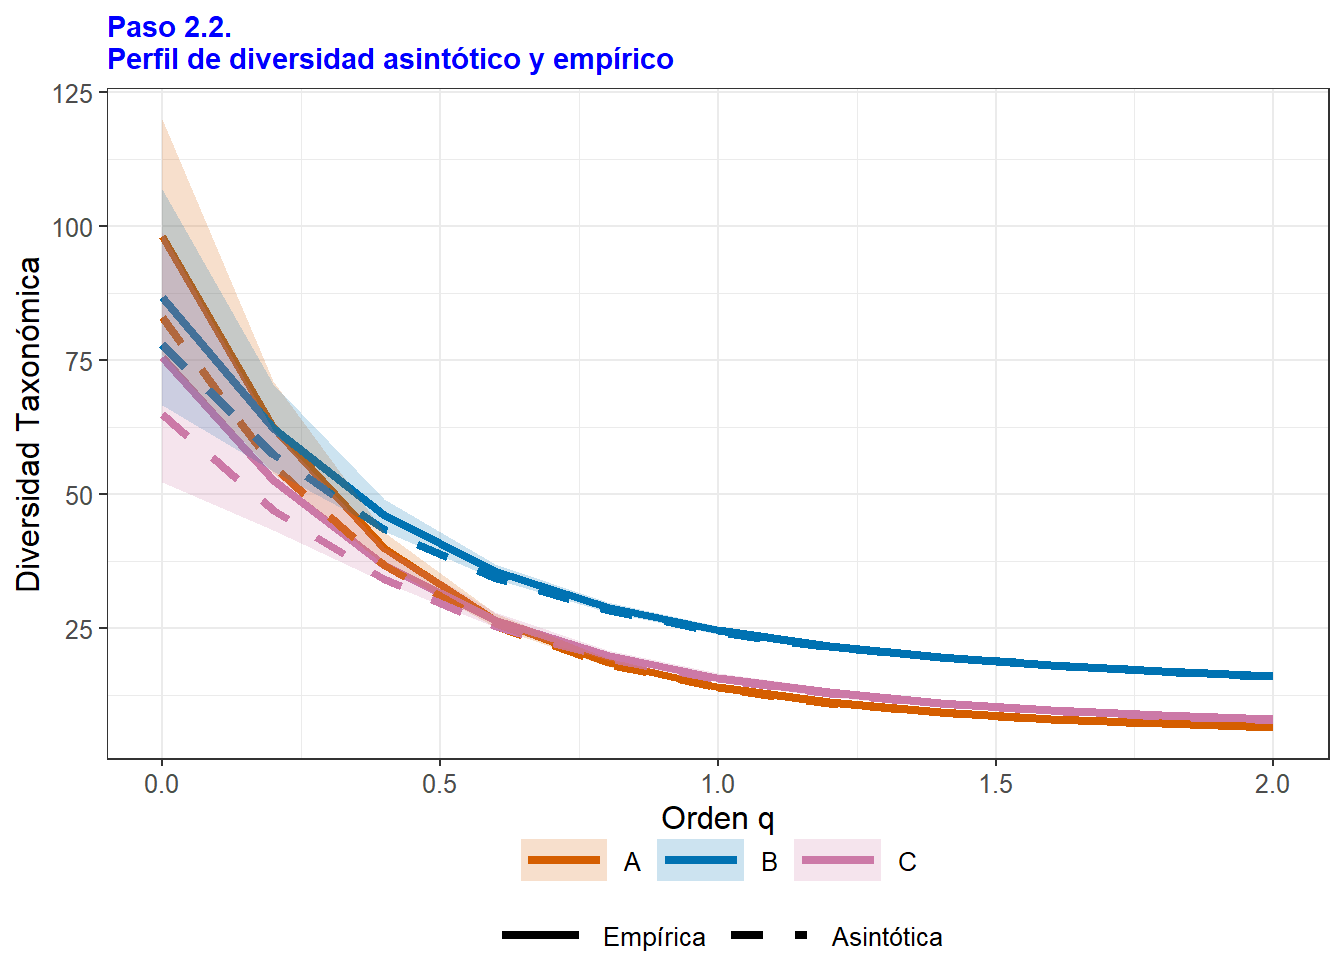 Paso 2.2.
Perfil de diversidad asintótico y empírico
Diversidad Taxonómica
125
100
75
50
25
0.0 0.5 1.0 1.5 2.0
Orden q
A B C
Empírica Asintótica